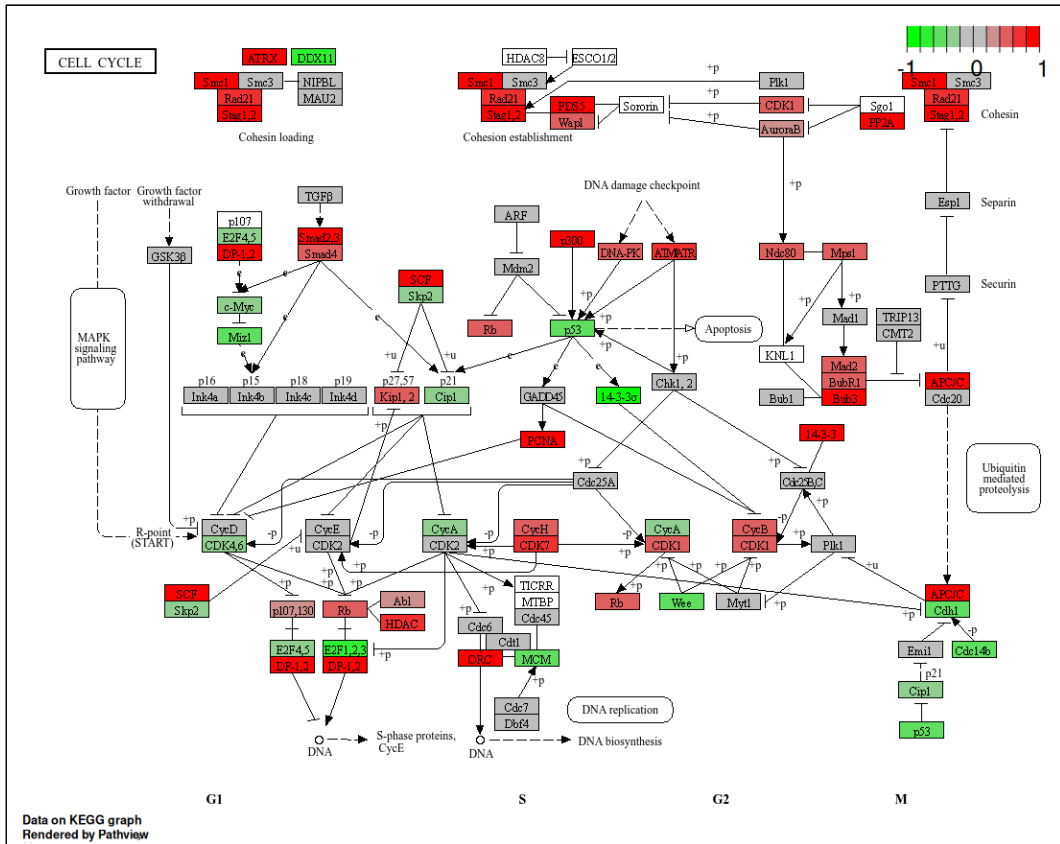 CELL CYCLE
ATRX DDX11
Smc1 Smc3 NIPBL
Rad21 MAU2
Stag1,2
Cohesin loading
HDAC8 ESCO1/2
Smc1 Smc3
Rad21
Stag1,2
PDS5
Wapl
Sororin
Cohesion establishment
+p
Plk1
+p
CDK1
+p
AuroraB
Sgo1
PP2A
M
Smc1 Smc3
Rad21
Stag1,2
Cohesin
-1 0 1
Growth factor
Growth factor
withdrawal
GSK3β
p107
E2F4,5
DP-1,2
TGFβ
Smad2,3
Smad4
e
e
e
c-Myc
Miz1
e
SCF
Skp2
+u
+u
ARF
Mdm2
Rb
p300
DNA damage checkpoint
DNA-PK
ATMATR
+p
+p
p53
+p
+p
Apoptosis
e
e
e
+p
Ndc80
Mps1
+p
+p
Mad1
KNL1
Mad2
BubR1
Bub3
Bub1
TRIP13
CMT2
Esp1
Separin
PTTG
Securin
+u
APC/C
Cdc20
MAPK
signaling
pathway
p16 p15 p18 p19
Ink4a Ink4b Ink4c Ink4d
p27,57
Kip1, 2
p21
Cip1
GADD45
14-3-3σ
Chk1, 2
+p
PCNA
14-3-3
+p
Cdc25A
+p
Cdc25B,C
Ubiquitin
mediated
proteolysis
R-point
(START)
CycD
CDK4,6
-p
+u
CycE
CDK2
-p
CycA
CDK2
-p
+p
CycH
CDK7
-p
+p
CycA
CDK1
CycB
CDK1
-p
+p
+p
Plk1
+u
SCF
Skp2
+p
+p
+p
+p
p107,130
Rb
Abl
HDAC
+p
+p
TICRR
MTBP
Cdc45
Cdc6
Cdt1
ORC
MCM
+p
Cdc7
Dbf4
+p
Rb
Wee
Myt1
+p
+p
APC/C
Cdh1
-p
Emi1
Cdc14b
p21
Cip1
p53
E2F4,5
DP-1,2
E2F1,2,3
DP-1,2
+p
DNA replication
DNA
S-phase proteins,
CycE
DNA
DNA biosynthesis
G1 S G2 M
Data on KEGG graph
Rendered by Pathview